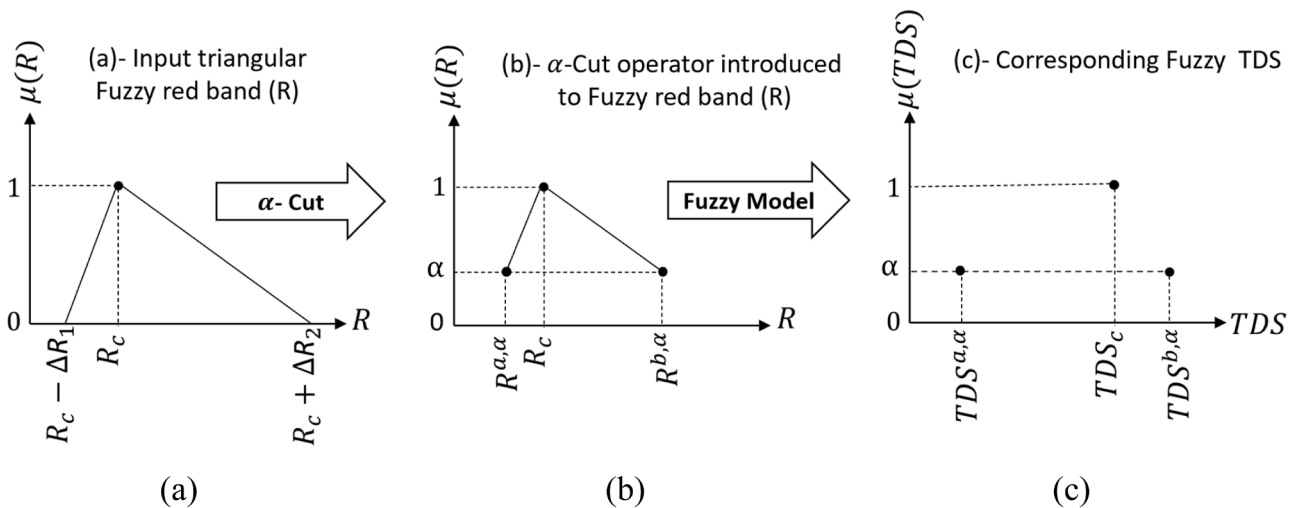 (a)- Input triangular
Fuzzy red band (R)
μ(R)
1
0
R
R_c − ΔR_1
R_c
R_c + ΔR_2
α- Cut
(a)
(b)- α-Cut operator introduced
to Fuzzy red band (R)
μ(R)
1
α
0
R
R^{a,α}
R_c
R^{b,α}
Fuzzy Model
(b)
(c)- Corresponding Fuzzy TDS
μ(TDS)
1
α
0
TDS
TDS^{a,α}
TDS_c
TDS^{b,α}
(c)